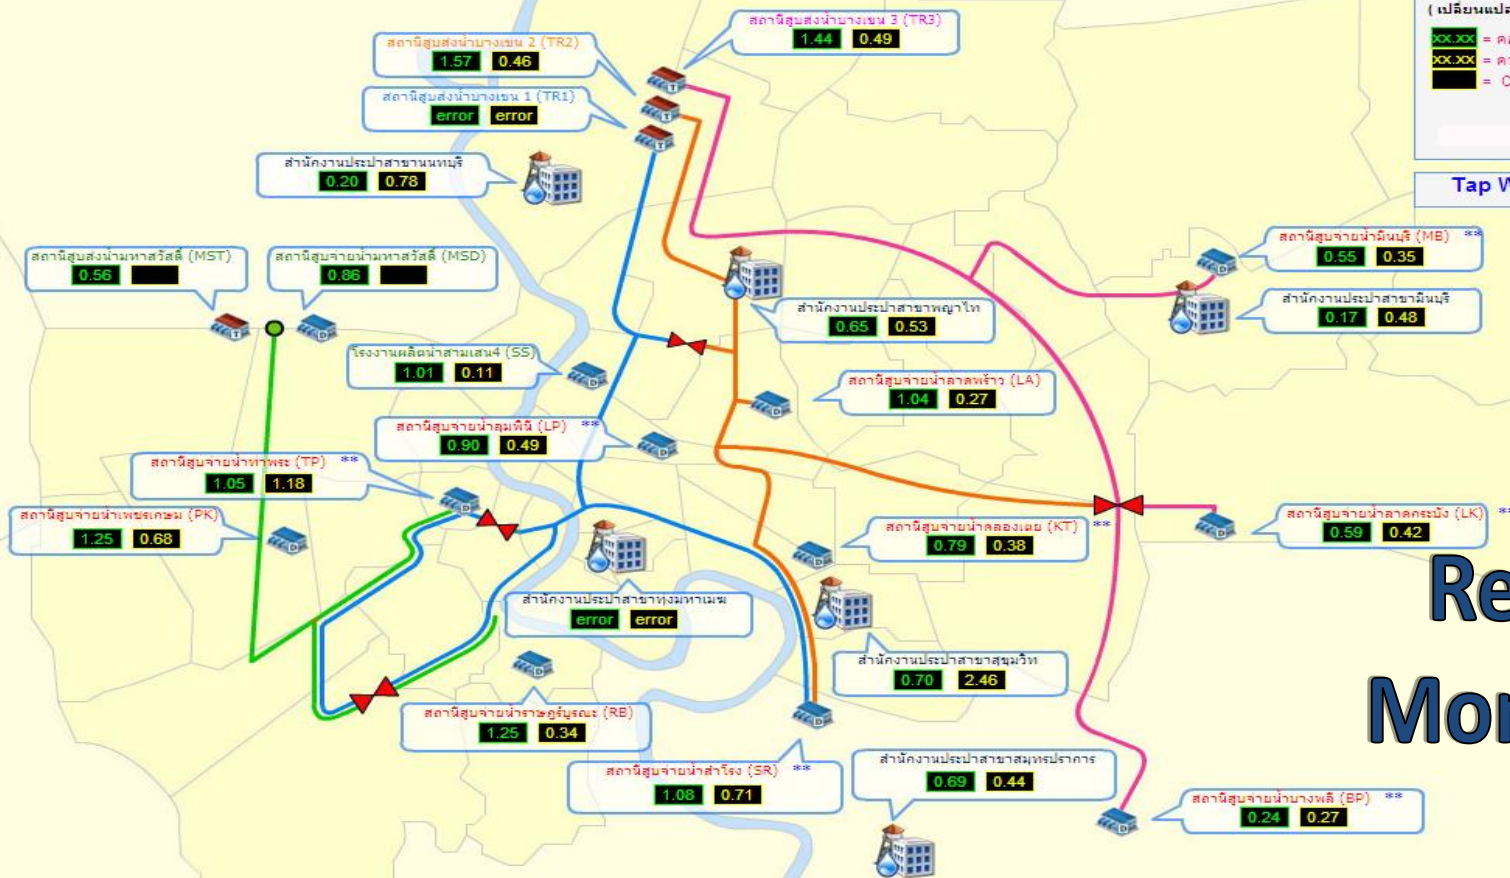 สถานีสูบส่งน้ำบางเขน 3 (TR3)
1.44 0.49
สถานีสูบส่งน้ำบางเขน 2 (TR2)
1.57 0.46
สถานีสูบส่งน้ำบางเขน 1 (TR1)
error error
สำนักงานประปาสาขานนทบุรี
0.20 0.78
สถานีสูบส่งน้ำมหาสวัสดิ์ (MST)
0.56
สถานีสูบจ่ายน้ำมหาสวัสดิ์ (MSD)
0.86
สำนักงานประปาสาขาพญาไท
0.65 0.53
โรงงานผลิตน้ำสามเสน4 (SS)
1.01 0.11
สถานีสูบจ่ายน้ำลาดพร้าว (LA)
1.04 0.27
สถานีสูบจ่ายน้ำลุมพินี (LP) **
0.90 0.49
สถานีสูบจ่ายน้ำท่าพระ (TP) **
1.05 1.18
สถานีสูบจ่ายน้ำเพชรเกษม (PK)
1.25 0.68
สถานีสูบจ่ายน้ำมีนบุรี (MB) **
0.55 0.35
สำนักงานประปาสาขามีนบุรี
0.17 0.48
สถานีสูบจ่ายน้ำคลองเตย (KT) **
0.79 0.38
สถานีสูบจ่ายน้ำลาดกระบัง (LK) **
0.59 0.42
สำนักงานประปาสาขาทุ่งมหาเมฆ
error error
สำนักงานประปาสาขาสุขุมวิท
0.70 2.46
สถานีสูบจ่ายน้ำราษฎร์บูรณะ (RB)
1.25 0.34
สถานีสูบจ่ายน้ำสำโรง (SR) **
1.08 0.71
สำนักงานประปาสาขาสมุทรปราการ
0.69 0.44
สถานีสูบจ่ายน้ำบางพลี (BP) **
0.24 0.27
(เปลี่ยนแปล
XX.XX = คล
XX.XX = คว
= O
Tap W
Re
Mor